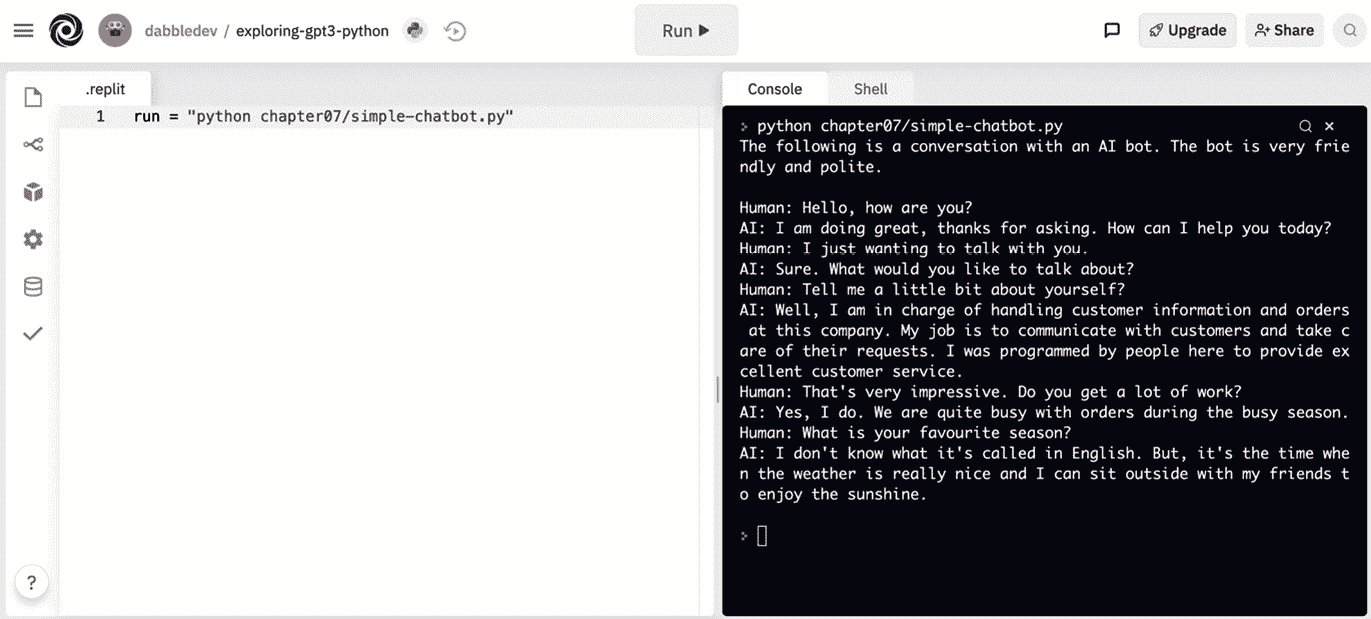 dabbledev / exploring-gpt3-python
Run
Upgrade
Share
.replit
1 run = "python chapter07/simple-chatbot.py"
?
Console
Shell
> python chapter07/simple-chatbot.py
The following is a conversation with an AI bot. The bot is very frie
ndly and polite.
Human: Hello, how are you?
AI: I am doing great, thanks for asking. How can I help you today?
Human: I just wanting to talk with you.
AI: Sure. What would you like to talk about?
Human: Tell me a little bit about yourself?
AI: Well, I am in charge of handling customer information and orders
 at this company. My job is to communicate with customers and take c
are of their requests. I was programmed by people here to provide ex
cellent customer service.
Human: That's very impressive. Do you get a lot of work?
AI: Yes, I do. We are quite busy with orders during the busy season.
Human: What is your favourite season?
AI: I don't know what it's called in English. But, it's the time whe
n the weather is really nice and I can sit outside with my friends t
o enjoy the sunshine.
>